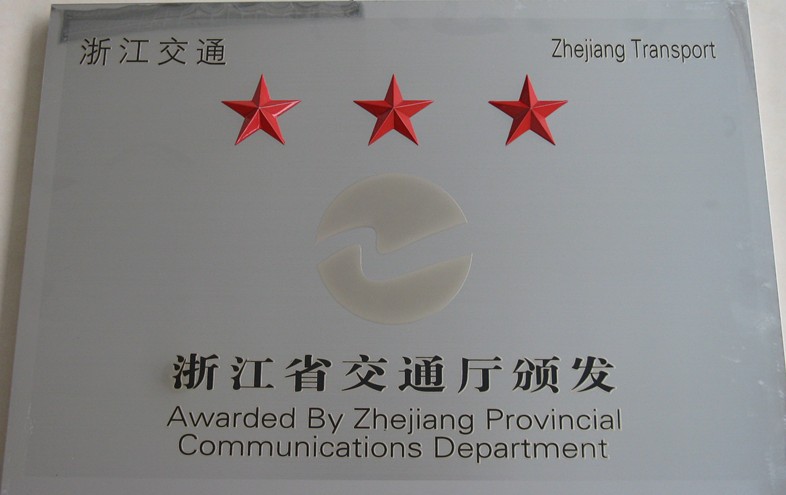 浙江交通
Zhejiang Transport
浙江省交通厅颁发
Awarded By Zhejiang Provincial
Communications Department